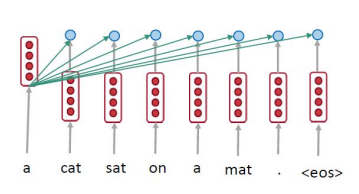 a cat sat on a mat . <eos>